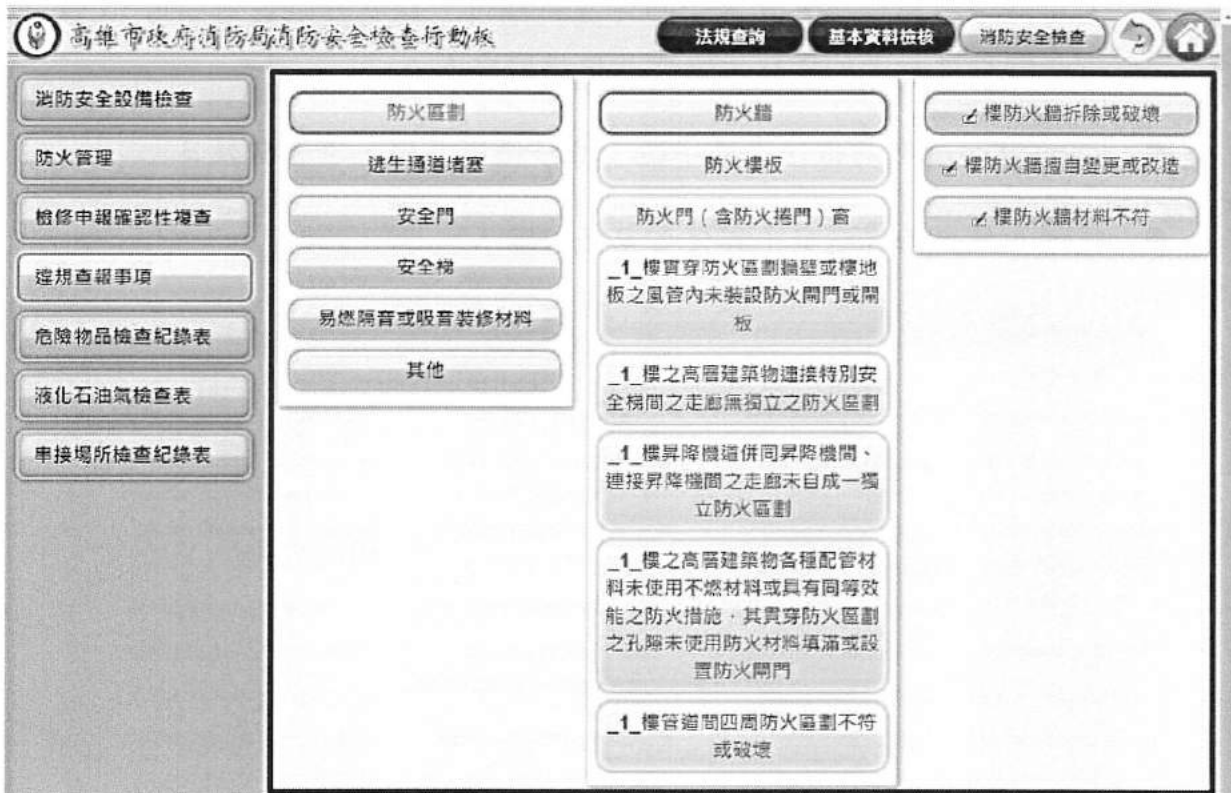 高雄市政府消防局消防安全檢查行動板
法規查詢
基本資料檢核
消防安全檢查
消防安全設備檢查
防火管理
檢修申報確認性複查
違規查報事項
危險物品檢查紀錄表
液化石油氣檢查表
串接場所檢查紀錄表
防火區劃
逃生通道堵塞
安全門
安全梯
易燃隔音或吸音裝修材料
其他
防火牆
防火樓板
防火門(含防火捲門)窗
_1_樓貫穿防火區劃牆壁或樓地
板之風管內未裝設防火閘門或閘
板
_1_樓之高層建築物連接特別安
全梯間之走廊無獨立之防火區劃
_1_樓昇降機道併同昇降機間、
連接昇降機間之走廊未自成一獨
立防火區劃
_1_樓之高層建築物各種配管材
料未使用不燃材料或具有同等效
能之防火措施,其貫穿防火區劃
之孔隙未使用防火材料填滿或設
置防火閘門
_1_樓管道間四周防火區劃不符
或破壞
樓防火牆拆除或破壞
樓防火牆擅自變更或改造
樓防火牆材料不符